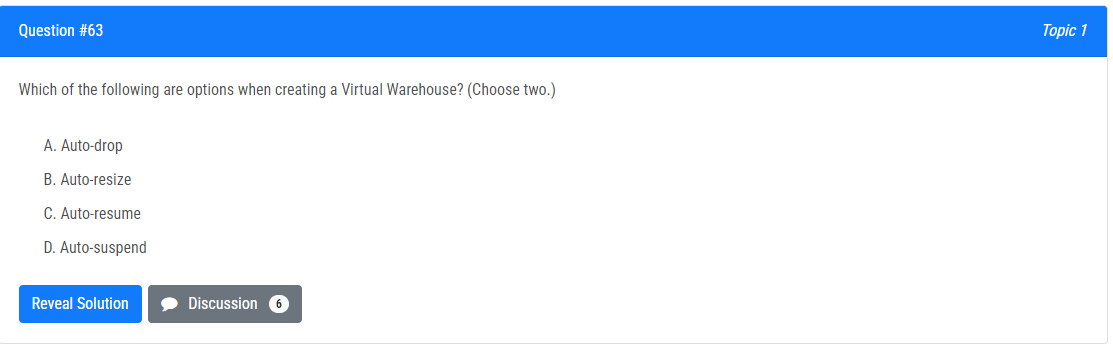 Question #63
Topic 1
Which of the following are options when creating a Virtual Warehouse? (Choose two.)
A. Auto-drop
B. Auto-resize
C. Auto-resume
D. Auto-suspend
Reveal Solution
Discussion 6